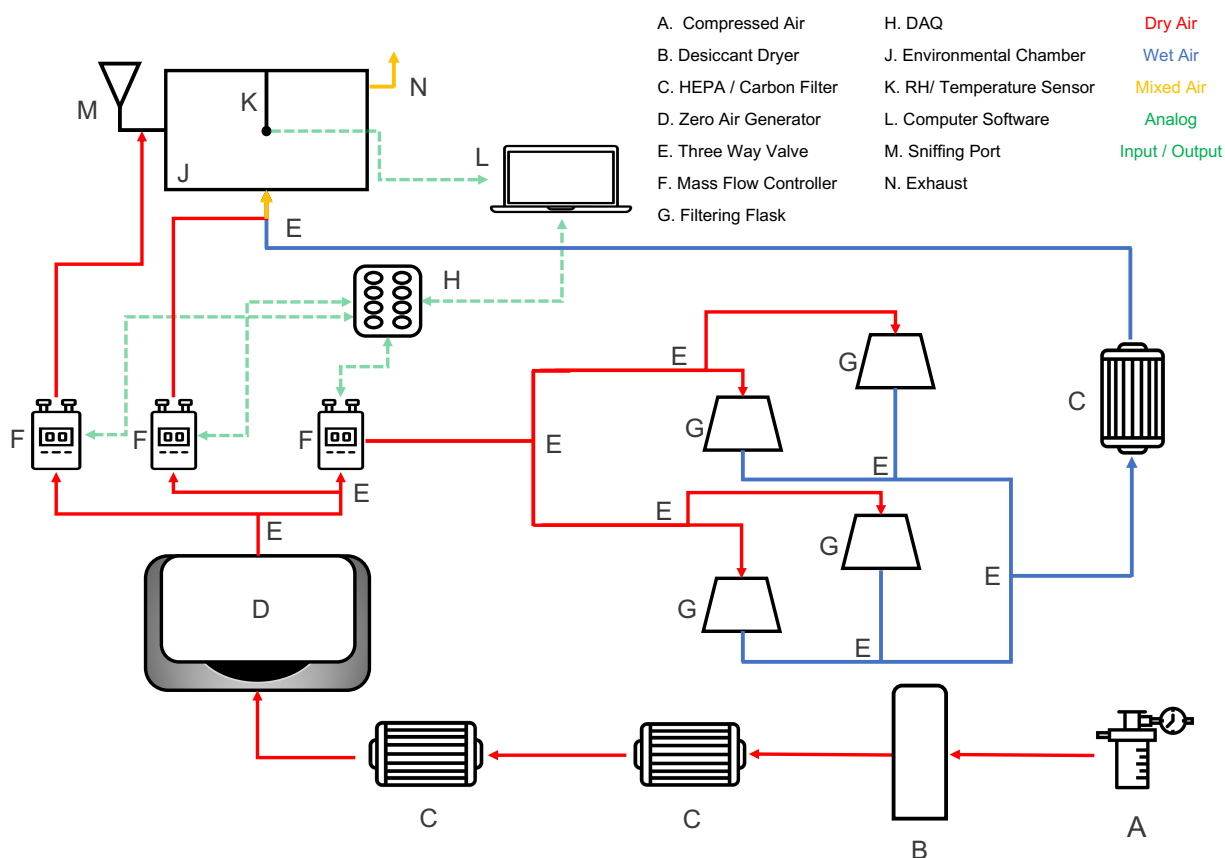 A. Compressed Air
B. Desiccant Dryer
C. HEPA / Carbon Filter
D. Zero Air Generator
E. Three Way Valve
F. Mass Flow Controller
G. Filtering Flask
H. DAQ
J. Environmental Chamber
K. RH/ Temperature Sensor
L. Computer Software
M. Sniffing Port
N. Exhaust
Dry Air
Wet Air
Mixed Air
Analog
Input / Output
M
K
N
J
L
E
H
F
F
F
E
E
E
E
E
G
G
G
G
E
E
E
C
D
C
C
B
A